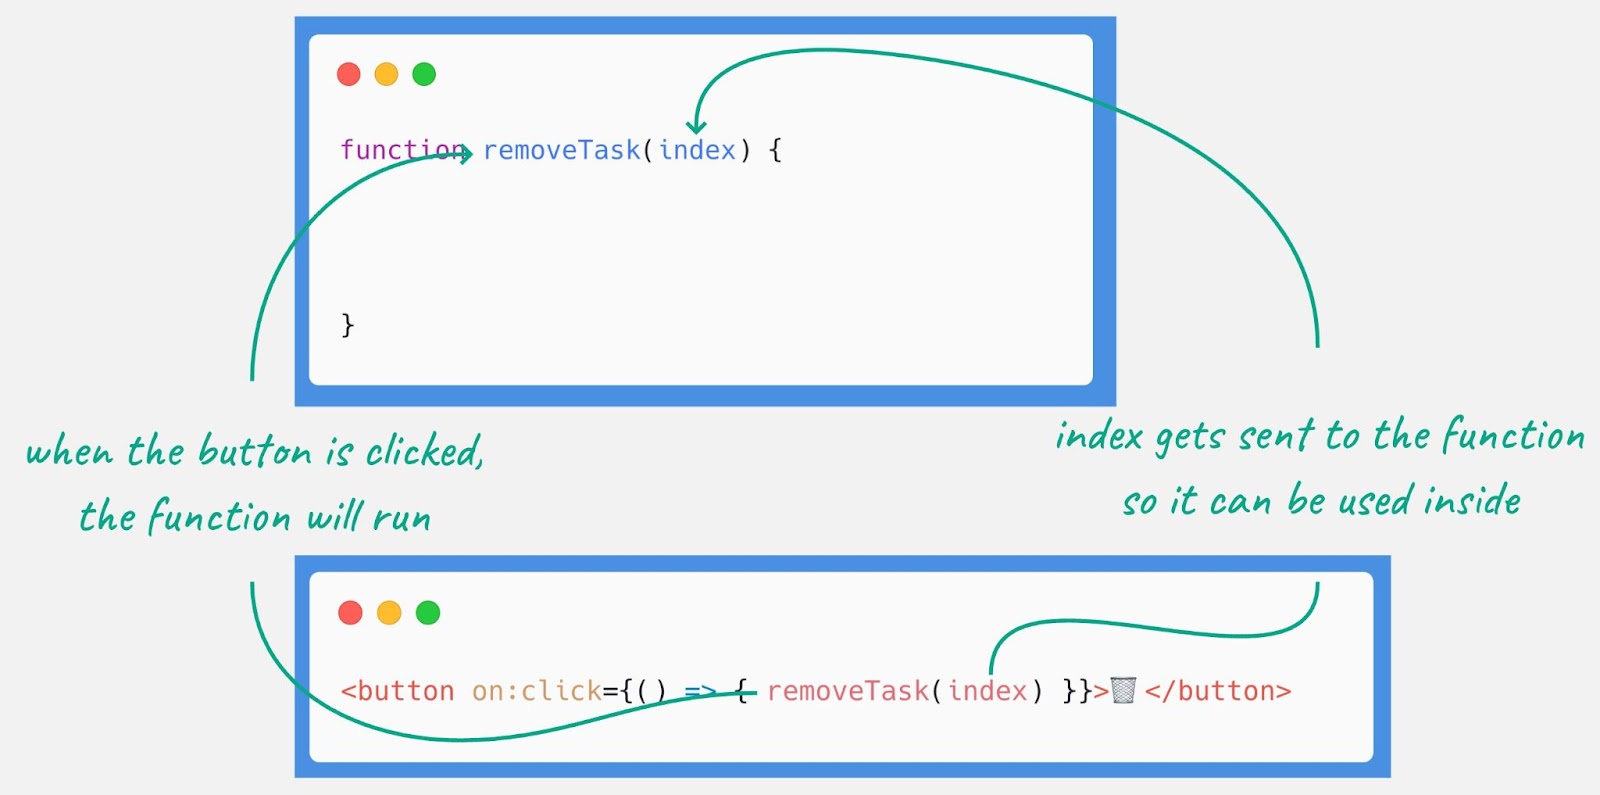 function removeTask(index) {
}
when the button is clicked,
the function will run
index gets sent to the function
so it can be used inside
<button on:click={() => { removeTask(index) }}>🗑️</button>